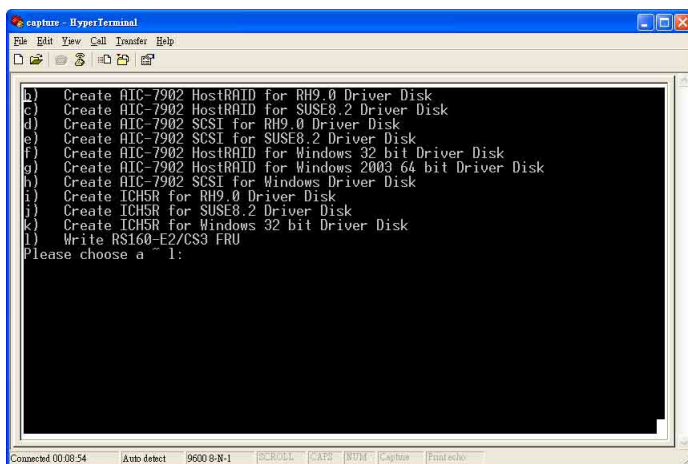 capture - HyperTerminal
File Edit View Call Transfer Help
b) Create AIC-7902 HostRAID for RH9.0 Driver Disk
c) Create AIC-7902 HostRAID for SUSE8.2 Driver Disk
d) Create AIC-7902 SCSI for RH9.0 Driver Disk
e) Create AIC-7902 SCSI for SUSE8.2 Driver Disk
f) Create AIC-7902 HostRAID for Windows 32 bit Driver Disk
g) Create AIC-7902 HostRAID for Windows 2003 64 bit Driver Disk
h) Create AIC-7902 SCSI for Windows Driver Disk
i) Create ICH5R for RH9.0 Driver Disk
j) Create ICH5R for SUSE8.2 Driver Disk
k) Create ICH5R for Windows 32 bit Driver Disk
l) Write RS160-E2/CS3 FRU
Please choose a ~ l:
Connected 00:08:54 Auto detect 9600 8-N-1 SCROLL CAPS NUM Capture Print echo